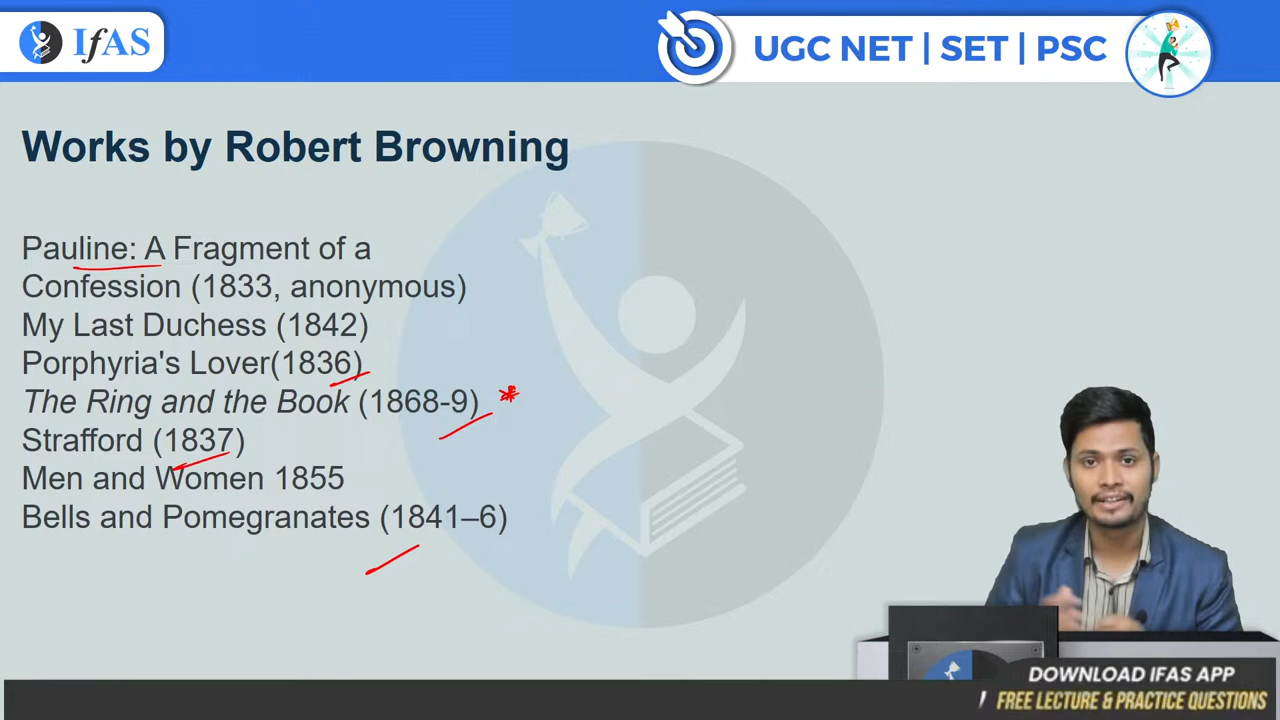 IfAS
UGC NET | SET | PSC
Works by Robert Browning
Pauline: A Fragment of a
Confession (1833, anonymous)
My Last Duchess (1842)
Porphyria's Lover(1836)
The Ring and the Book (1868-9) *
Strafford (1837)
Men and Women 1855
Bells and Pomegranates (1841–6)
DOWNLOAD IFAS APP
FREE LECTURE & PRACTICE QUESTIONS